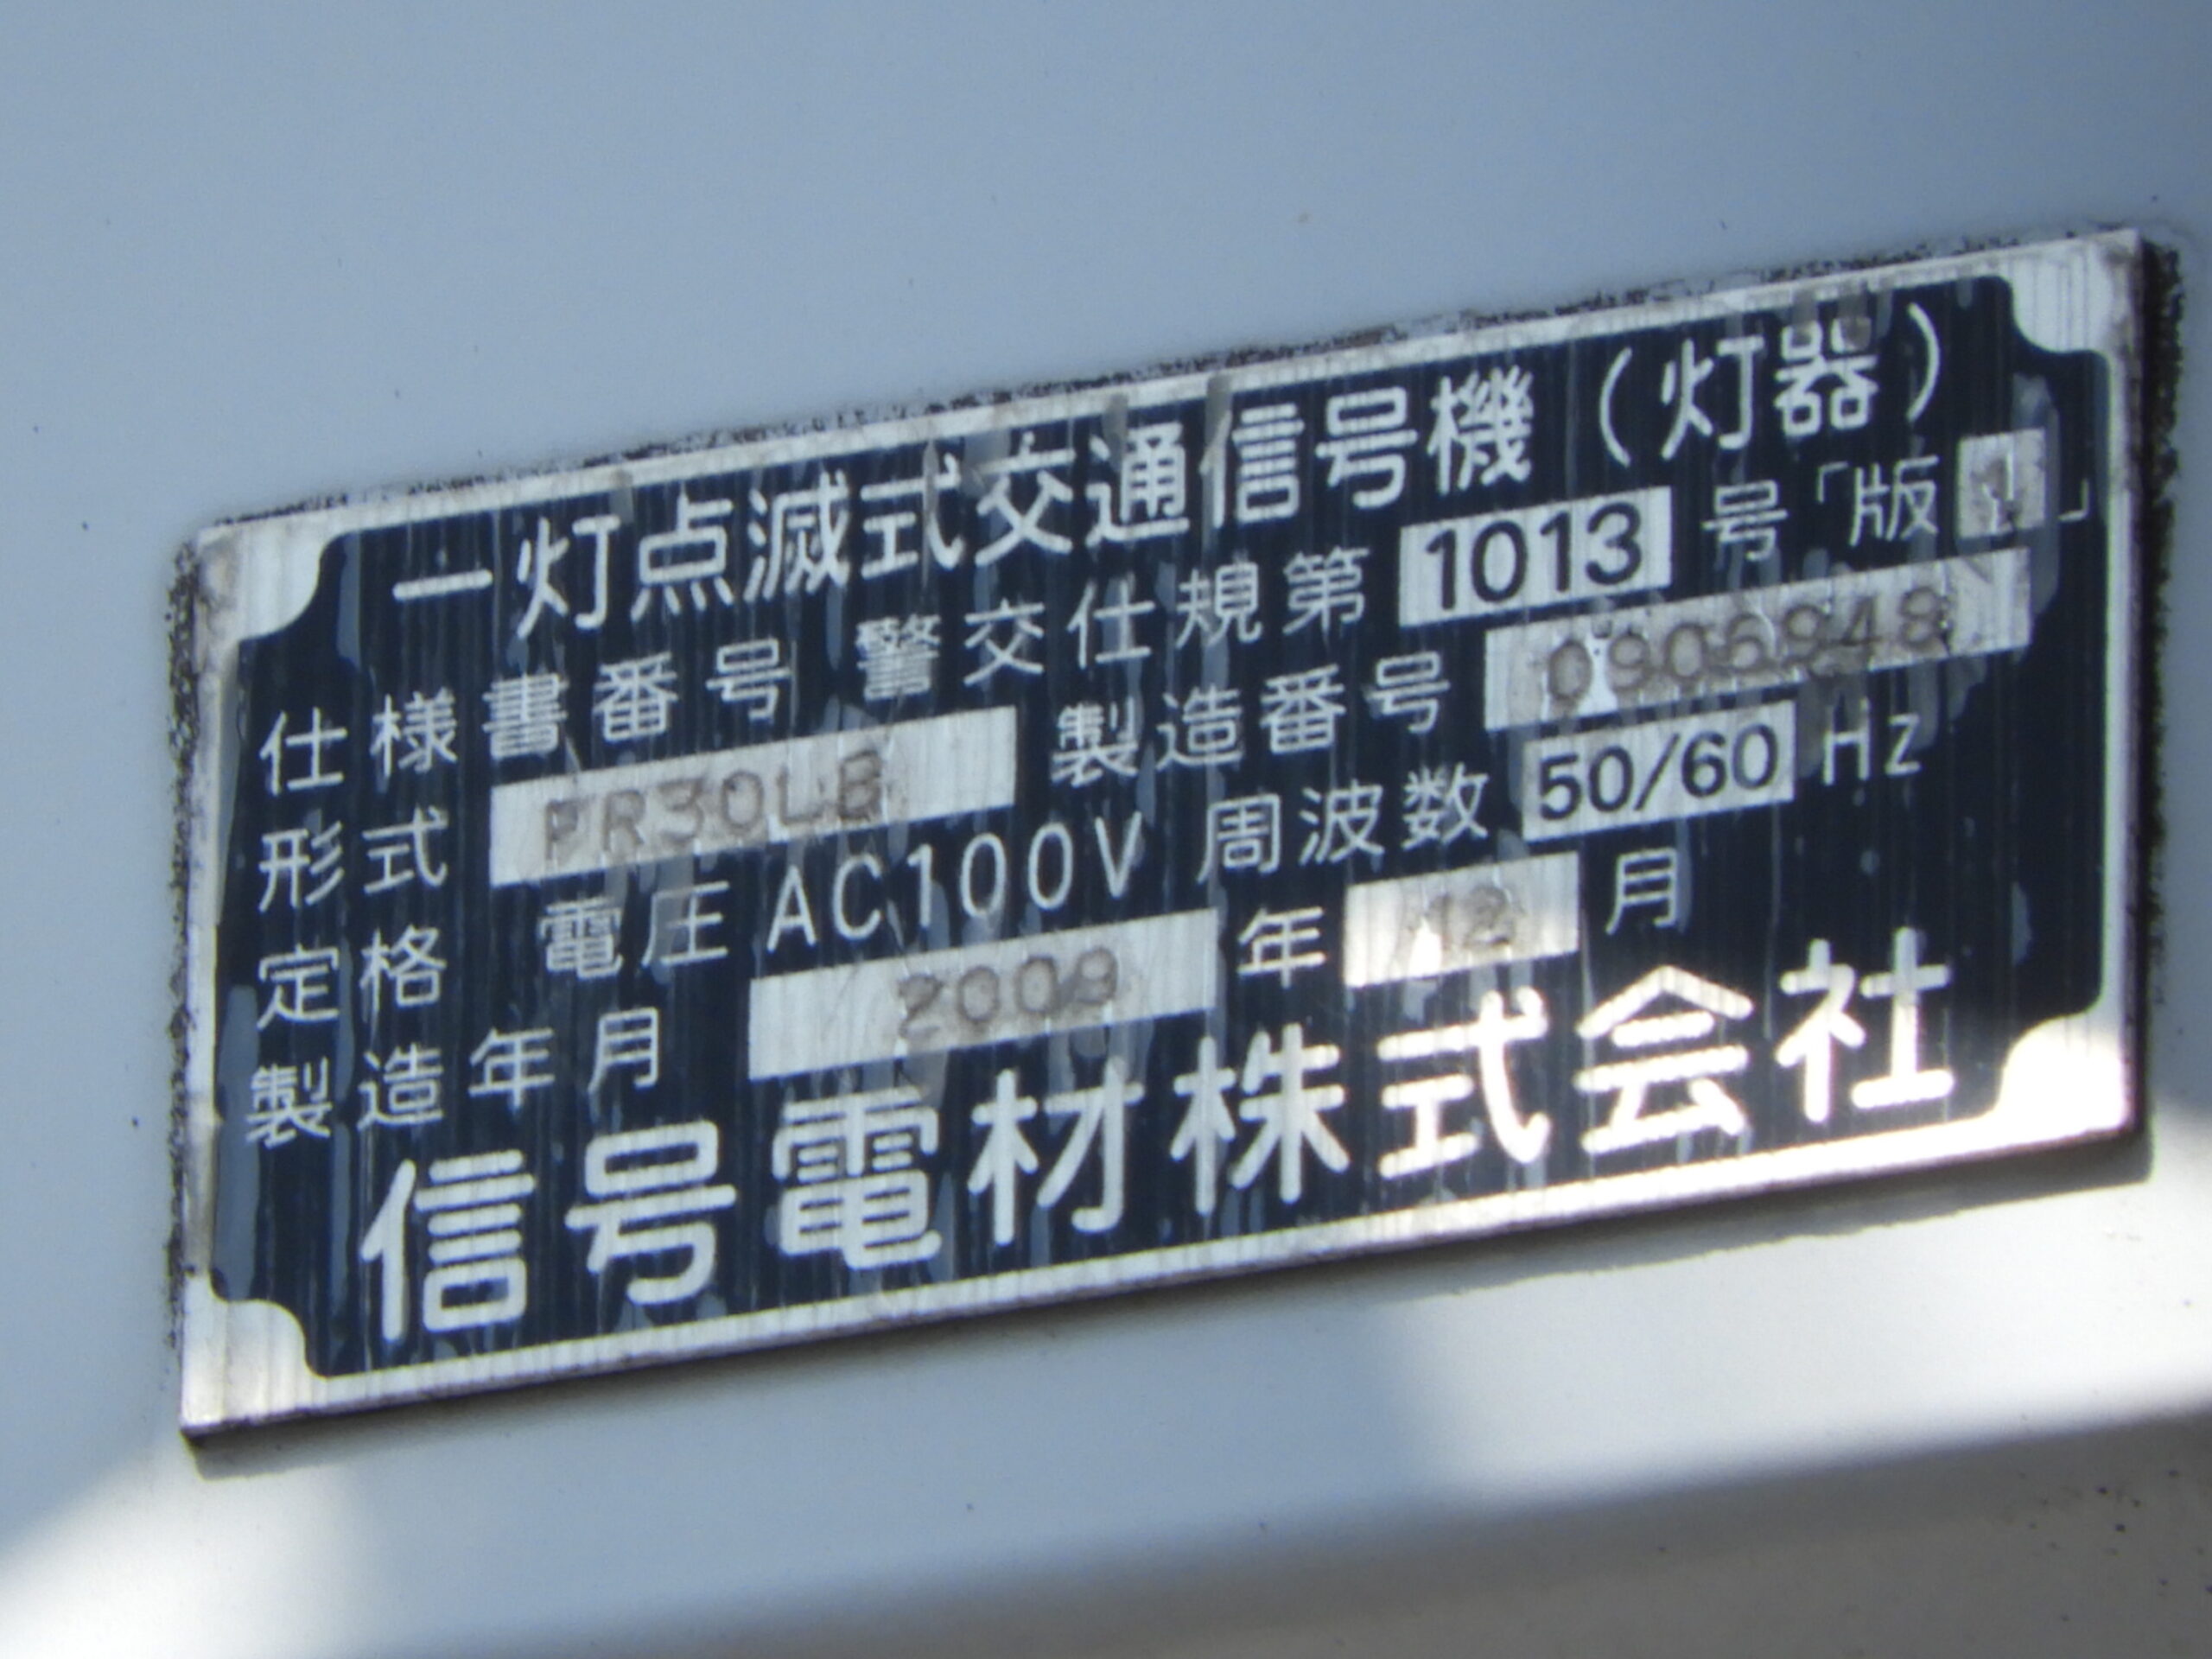 一灯点滅式交通信号機（灯器）
仕様書番号 警交仕規第 1013 号「版1」
形式 PR30LB 製造番号 0906948
定格 電圧 AC100V 周波数 50/60 Hz
製造年月 2009 年 12 月
信号電材株式会社